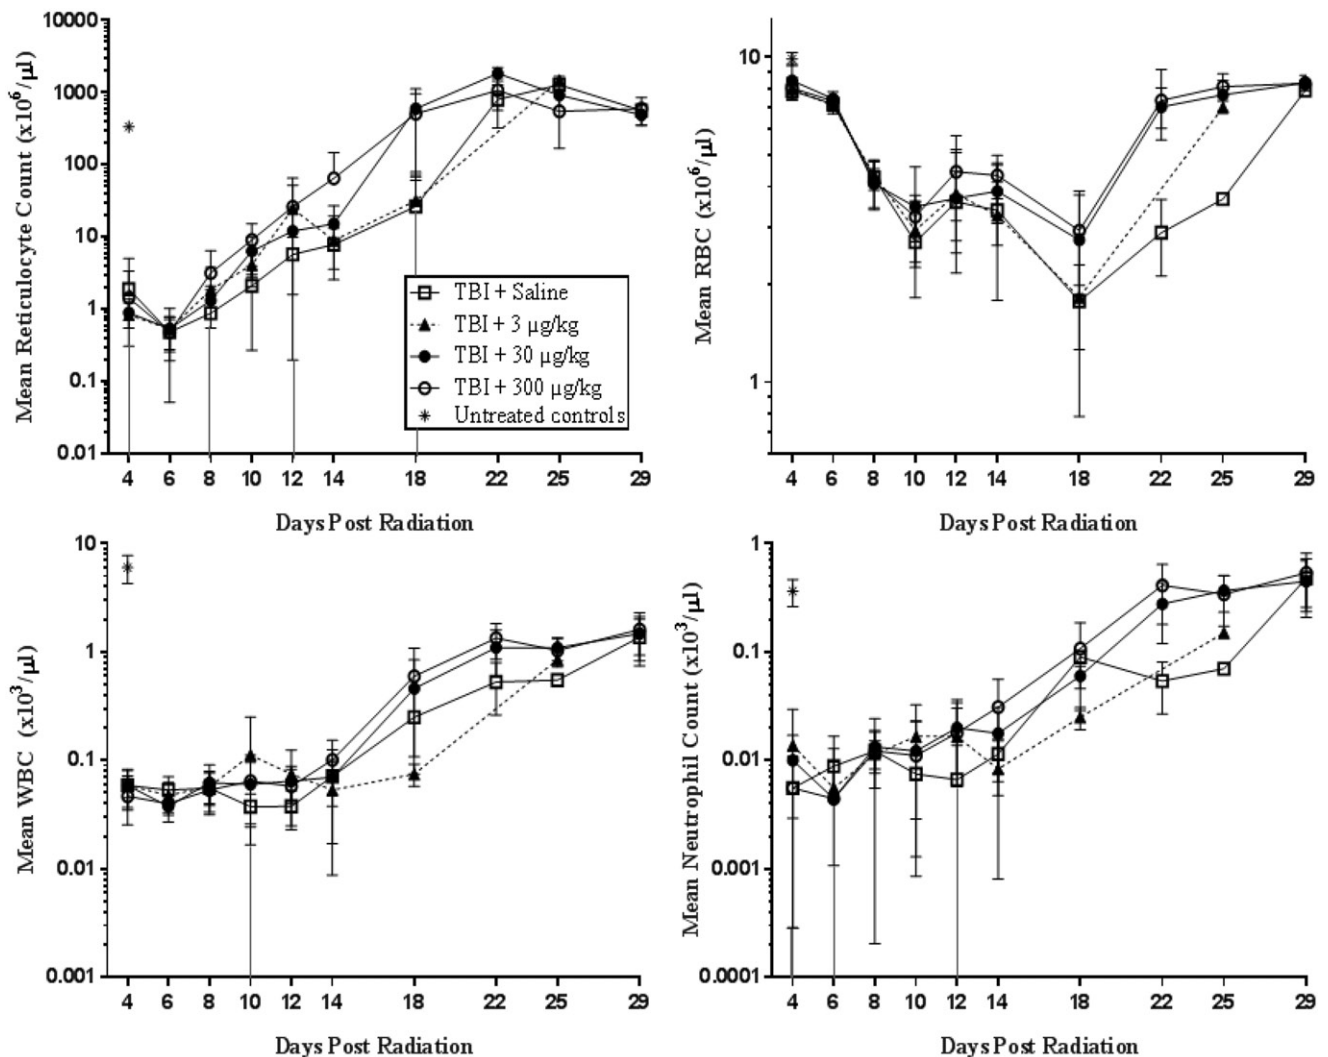 Mean Reticulocyte Count (x10⁶/µl)
10000
1000
100
10
1
0.1
0.01
4 6 8 10 12 14 18 22 25 29
Days Post Radiation
TBI + Saline
TBI + 3 µg/kg
TBI + 30 µg/kg
TBI + 300 µg/kg
Untreated controls
Mean RBC (x10⁶/µl)
10
1
4 6 8 10 12 14 18 22 25 29
Days Post Radiation
Mean WBC (x10³/µl)
10
1
0.1
0.01
0.001
4 6 8 10 12 14 18 22 25 29
Days Post Radiation
Mean Neutrophil Count (x10³/µl)
1
0.1
0.01
0.001
0.0001
4 6 8 10 12 14 18 22 25 29
Days Post Radiation